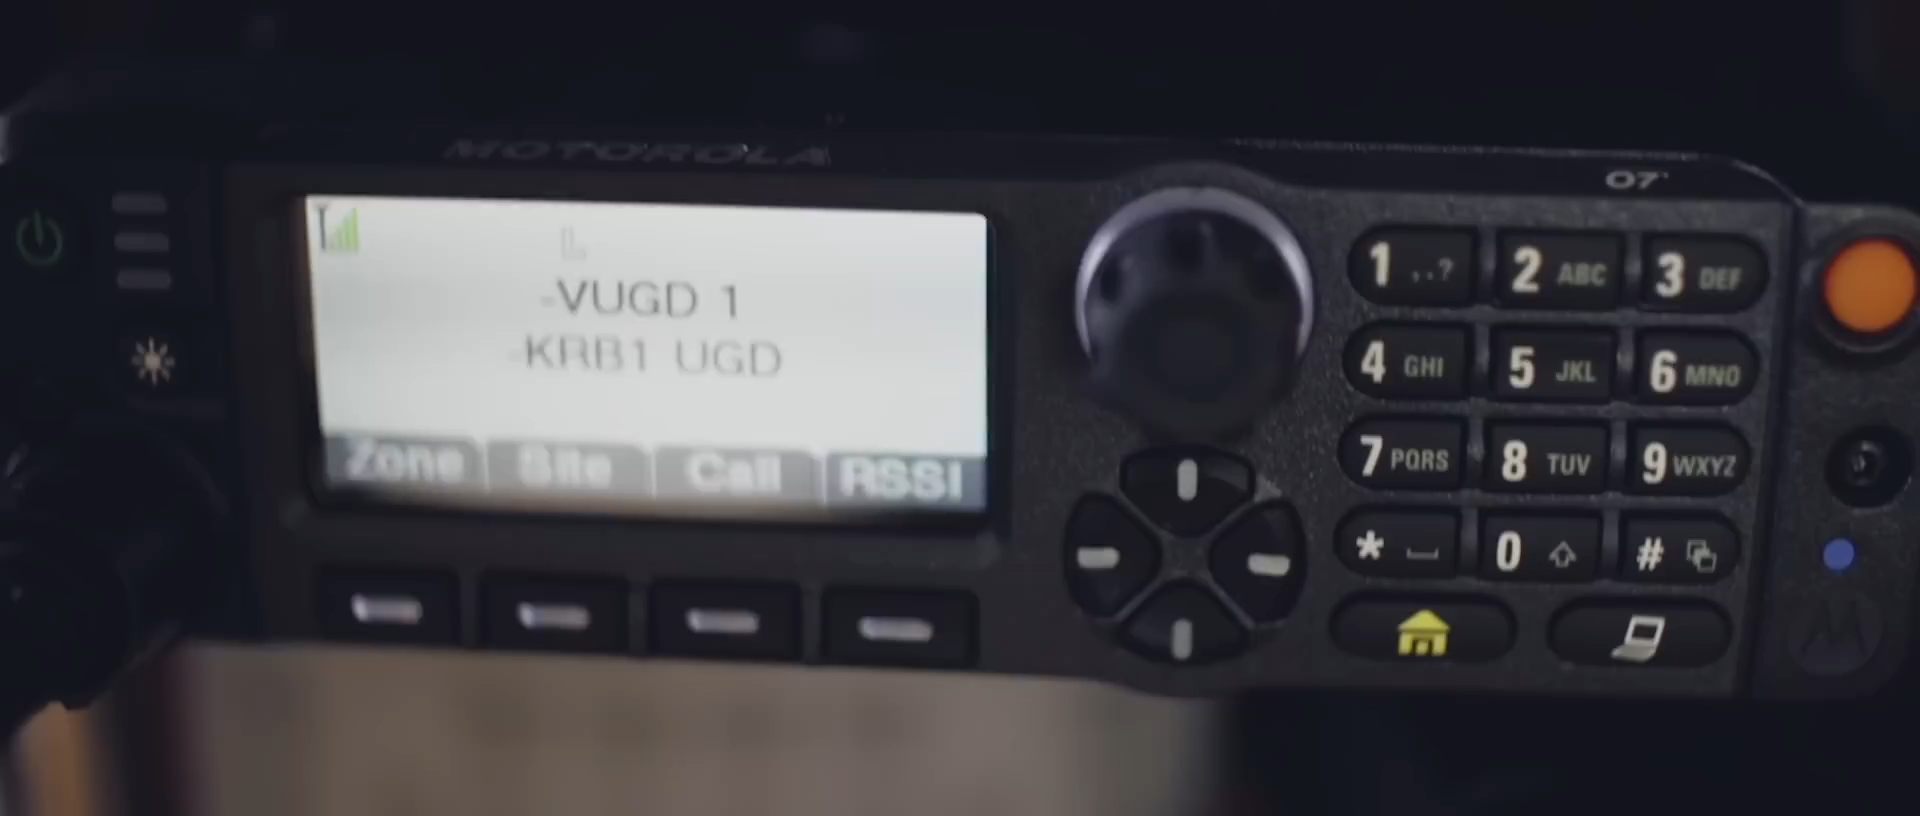 MOTOROLA
O7
-VUGD 1
-KRB1 UGD
Zone Site Call RSSI
1 ,.? 2 ABC 3 DEF
4 GHI 5 JKL 6 MNO
7 PQRS 8 TUV 9 WXYZ
* 0 #